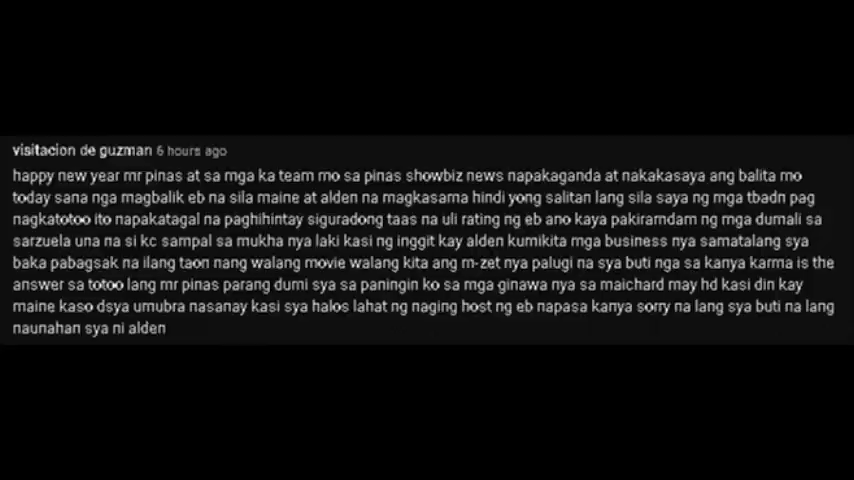 visitacion de guzman 6 hours ago
happy new year mr pinas at sa mga ka team mo sa pinas showbiz news napakaganda at nakakasaya ang balita mo
today sana nga magbalik eb na sila maine at alden na magkasama hindi yong salitan lang sila saya ng mga tbadn pag
nagkatotoo ito napakatagal na paghihintay siguradong taas na uli rating ng eb ano kaya pakiramdam ng mga dumali sa
sarzuela una na si kc sampal sa mukha nya laki kasi ng inggit kay alden kumikita mga business nya samatalang sya
baka pabagsak na ilang taon nang walang movie walang kita ang m-zet nya palugi na sya buti nga sa kanya karma is the
answer sa totoo lang mr pinas parang dumi sya sa paningin ko sa mga ginawa nya sa maichard may hd kasi din kay
maine kaso dsya umubra nasanay kasi sya halos lahat ng naging host ng eb napasa kanya sorry na lang sya buti na lang
naunahan sya ni alden